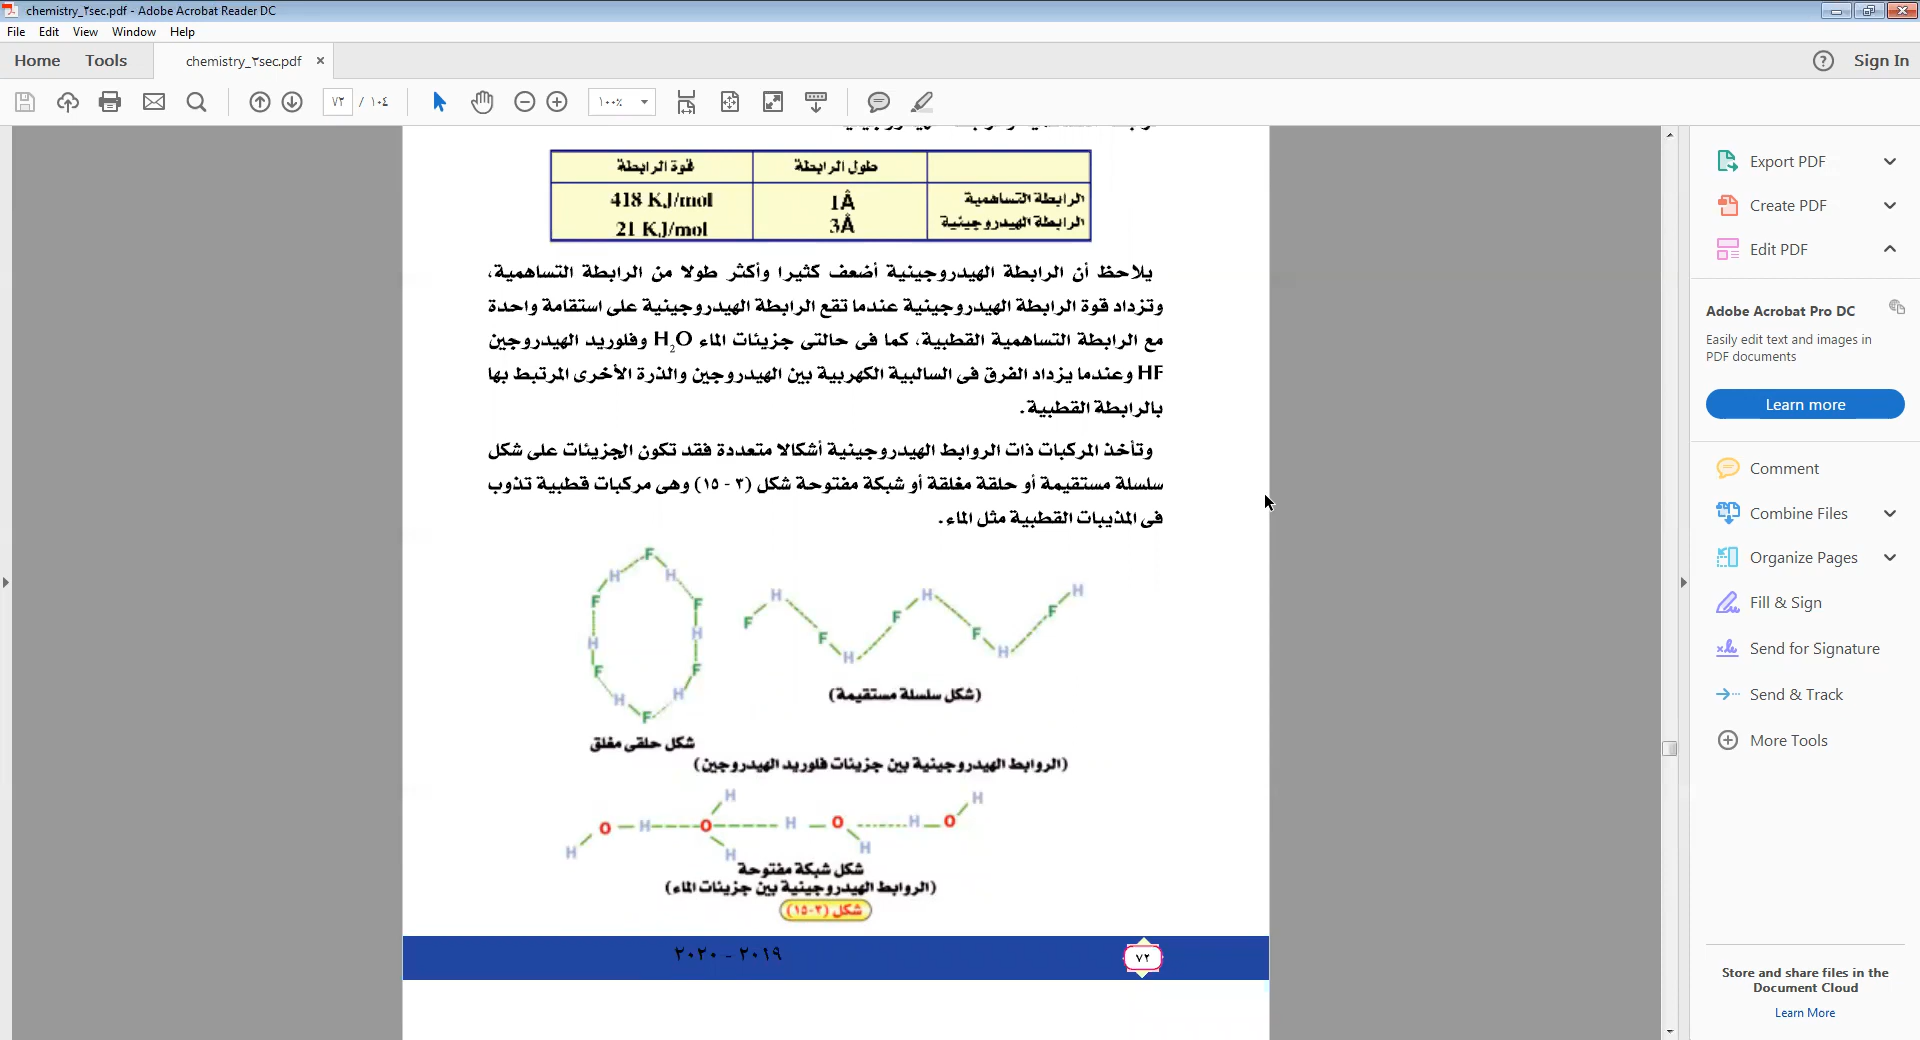 chemistry_٢sec.pdf - Adobe Acrobat Reader DC
File Edit View Window Help
Home Tools chemistry_٢sec.pdf × Sign In
٧٢ / ١٠٤ ١٠٠٪
قوة الرابطة طول الرابطة
الرابطة التساهمية 1Å 418 KJ/mol
الرابطة الهيدروجينية 3Å 21 KJ/mol
يلاحظ أن الرابطة الهيدروجينية أضعف كثيرا وأكثر طولا من الرابطة التساهمية،
وتزداد قوة الرابطة الهيدروجينية عندما تقع الرابطة الهيدروجينية على استقامة واحدة
مع الرابطة التساهمية القطبية، كما فى حالتى جزيئات الماء H₂O وفلوريد الهيدروجين
HF وعندما يزداد الفرق فى السالبية الكهربية بين الهيدروجين والذرة الأخرى المرتبط بها
بالرابطة القطبية.
وتأخذ المركبات ذات الروابط الهيدروجينية أشكالا متعددة فقد تكون الجزيئات على شكل
سلسلة مستقيمة أو حلقة مغلقة أو شبكة مفتوحة شكل (٣ - ١٥) وهى مركبات قطبية تذوب
فى المذيبات القطبية مثل الماء.
F
H H
F F
H H
F F
H H
F
F H F H F H F H F H
(شكل سلسلة مستقيمة)
شكل حلقى مغلق
(الروابط الهيدروجينية بين جزيئات فلوريد الهيدروجين)
H H
O H O H O H O
H H H
شكل شبكة مفتوحة
(الروابط الهيدروجينية بين جزيئات الماء)
شكل (٣-١٥)
٢٠١٩ - ٢٠٢٠
٧٢
Export PDF
Create PDF
Edit PDF
Adobe Acrobat Pro DC
Easily edit text and images in
PDF documents
Learn more
Comment
Combine Files
Organize Pages
Fill & Sign
Send for Signature
Send & Track
More Tools
Store and share files in the
Document Cloud
Learn More